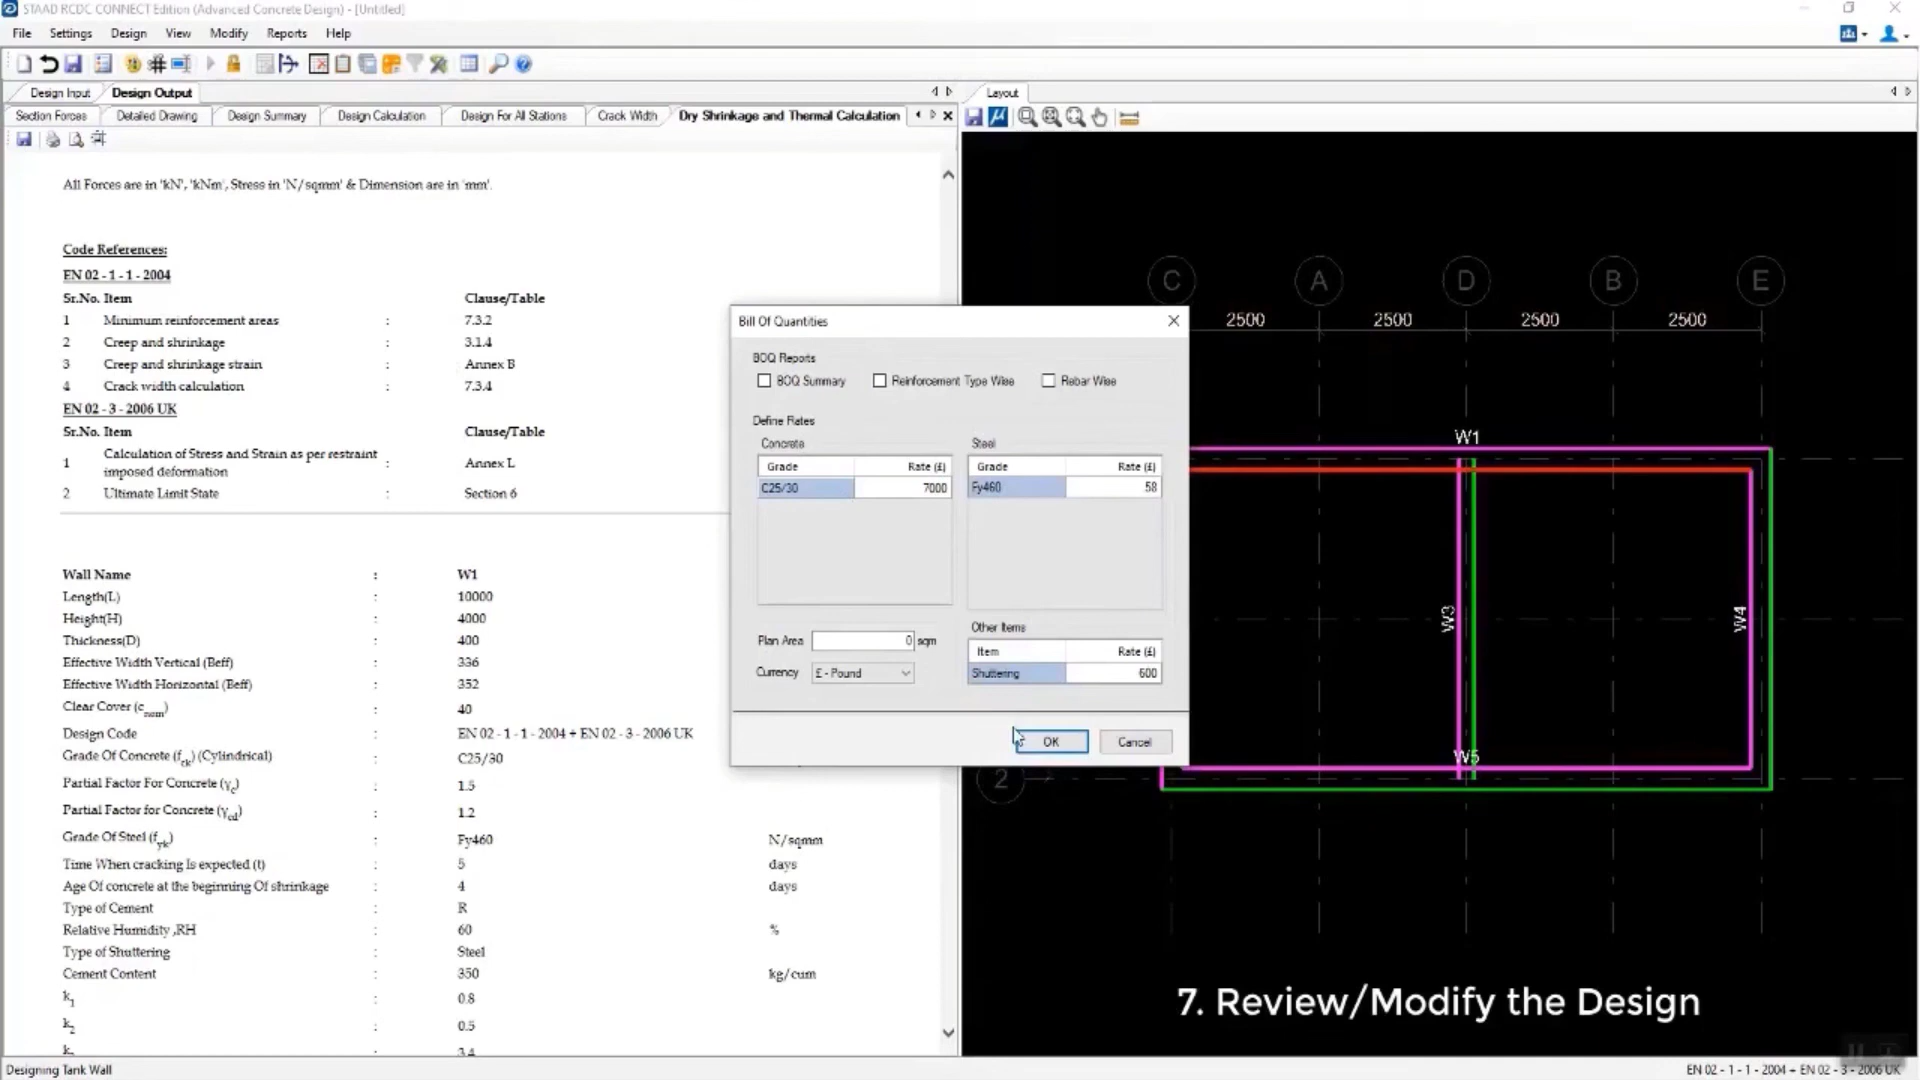 STAAD RCDC CONNECT Edition (Advanced Concrete Design) - [Untitled]
File Settings Design View Modify Reports Help
Design Input Design Output
Section Forces Detailed Drawing Design Summary Design Calculation Design For All Stations Crack Width Dry Shrinkage and Thermal Calculation
All Forces are in 'kN', 'kNm', Stress in 'N/sqmm' & Dimension are in 'mm'.
Code References:
EN 02 - 1 - 1 - 2004
Sr.No. Item Clause/Table
1 Minimum reinforcement areas : 7.3.2
2 Creep and shrinkage : 3.1.4
3 Creep and shrinkage strain : Annex B
4 Crack width calculation : 7.3.4
EN 02 - 3 - 2006 UK
Sr.No. Item Clause/Table
1 Calculation of Stress and Strain as per restraint imposed deformation : Annex L
2 Ultimate Limit State : Section 6
Wall Name : W1
Length(L) : 10000
Height(H) : 4000
Thickness(D) : 400
Effective Width Vertical (Beff) : 336
Effective Width Horizontal (Beff) : 352
Clear Cover (cnom) : 40
Design Code : EN 02 - 1 - 1 - 2004 + EN 02 - 3 - 2006 UK
Grade Of Concrete (fck) (Cylindrical) : C25/30
Partial Factor For Concrete (γc) : 1.5
Partial Factor for Concrete (γcd) : 1.2
Grade Of Steel (fyk) : Fy460 N/sqmm
Time When cracking Is expected (t) : 5 days
Age Of concrete at the beginning Of shrinkage : 4 days
Type of Cement : R
Relative Humidity ,RH : 60 %
Type of Shuttering : Steel
Cement Content : 350 kg/cum
k1 : 0.8
k2 : 0.5
k : 3.4
Designing Tank Wall
Bill Of Quantities
BOQ Reports
BOQ Summary Reinforcement Type Wise Rebar Wise
Define Rates
Concrete
Grade Rate (£)
C25/30 7000
Steel
Grade Rate (£)
Fy460 58
Plan Area 0 sqm
Currency £ - Pound
Other Items
Item Rate (£)
Shuttering 600
OK Cancel
Layout
C A D B E
2500 2500 2500 2500
W1
W3
W4
W5
2
7. Review/Modify the Design
EN 02 - 1 - 1 - 2004 + EN 02 - 3 - 2006 UK